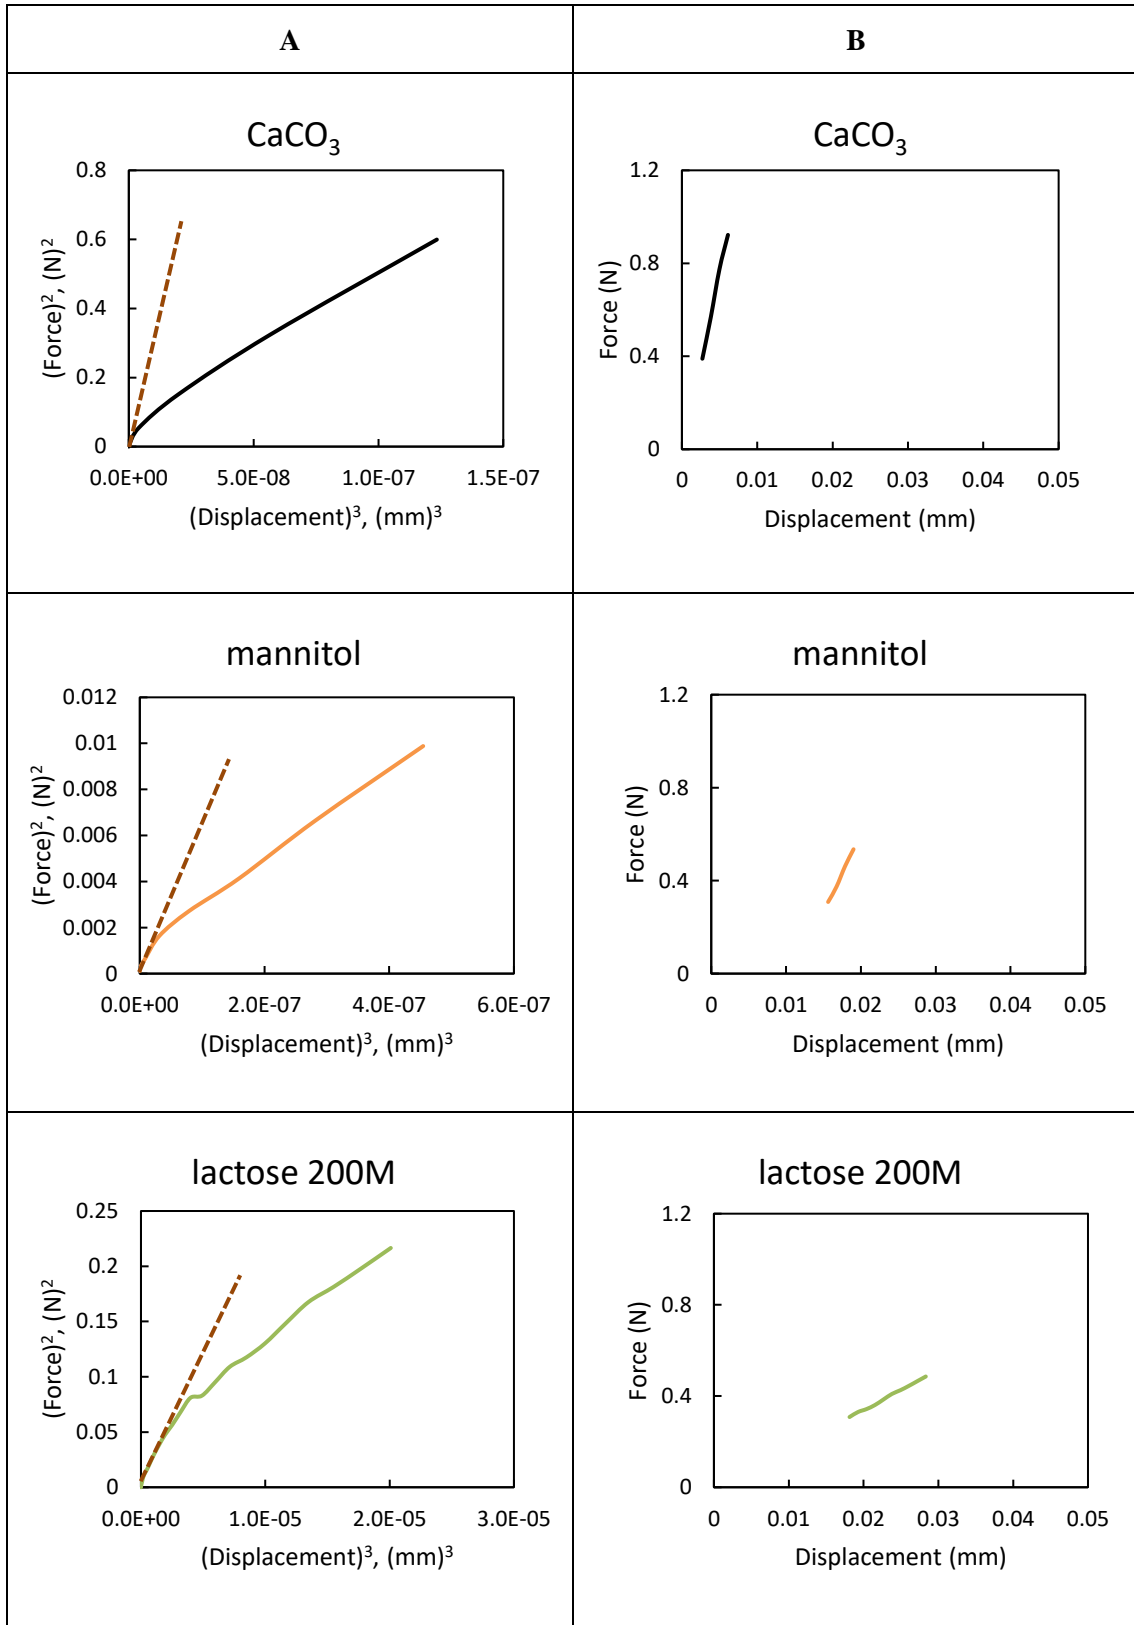 A
B
CaCO3
0.8
0.6
0.4
0.2
0
(Force)2, (N)2
0.0E+00 5.0E-08 1.0E-07 1.5E-07
(Displacement)3, (mm)3
CaCO3
1.2
0.8
0.4
0
Force (N)
0 0.01 0.02 0.03 0.04 0.05
Displacement (mm)
mannitol
0.012
0.01
0.008
0.006
0.004
0.002
0
(Force)2, (N)2
0.0E+00 2.0E-07 4.0E-07 6.0E-07
(Displacement)3, (mm)3
mannitol
1.2
0.8
0.4
0
Force (N)
0 0.01 0.02 0.03 0.04 0.05
Displacement (mm)
lactose 200M
0.25
0.2
0.15
0.1
0.05
0
(Force)2, (N)2
0.0E+00 1.0E-05 2.0E-05 3.0E-05
(Displacement)3, (mm)3
lactose 200M
1.2
0.8
0.4
0
Force (N)
0 0.01 0.02 0.03 0.04 0.05
Displacement (mm)